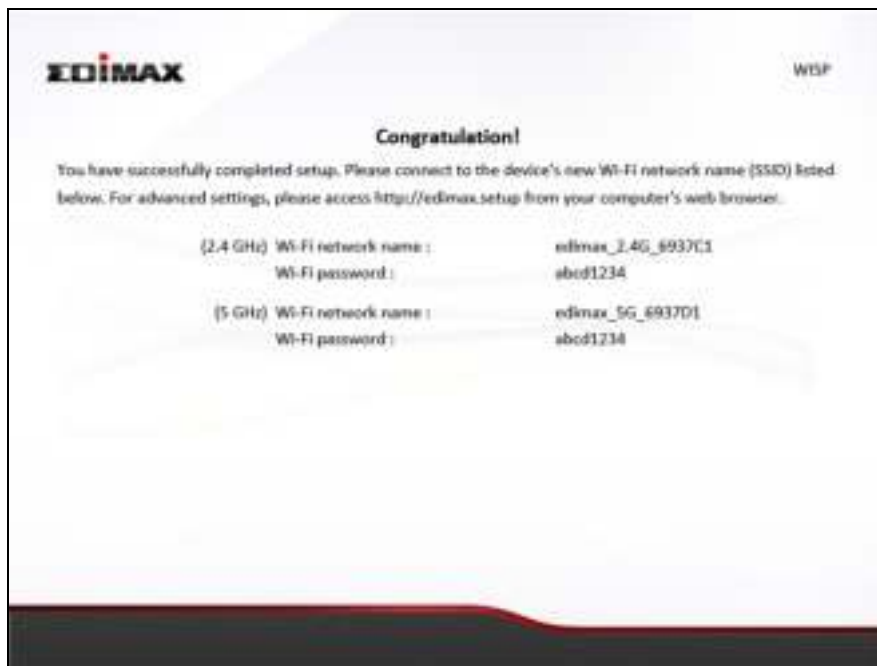 EDIMAX
WISP
Congratulation!
You have successfully completed setup. Please connect to the device's new Wi-Fi network name (SSID) listed
below. For advanced settings, please access http://edimax.setup from your computer's web browser.
(2.4 GHz) Wi-Fi network name : edimax_2.4G_6937C1
Wi-Fi password : abcd1234
(5 GHz) Wi-Fi network name : edimax_5G_6937D1
Wi-Fi password : abcd1234